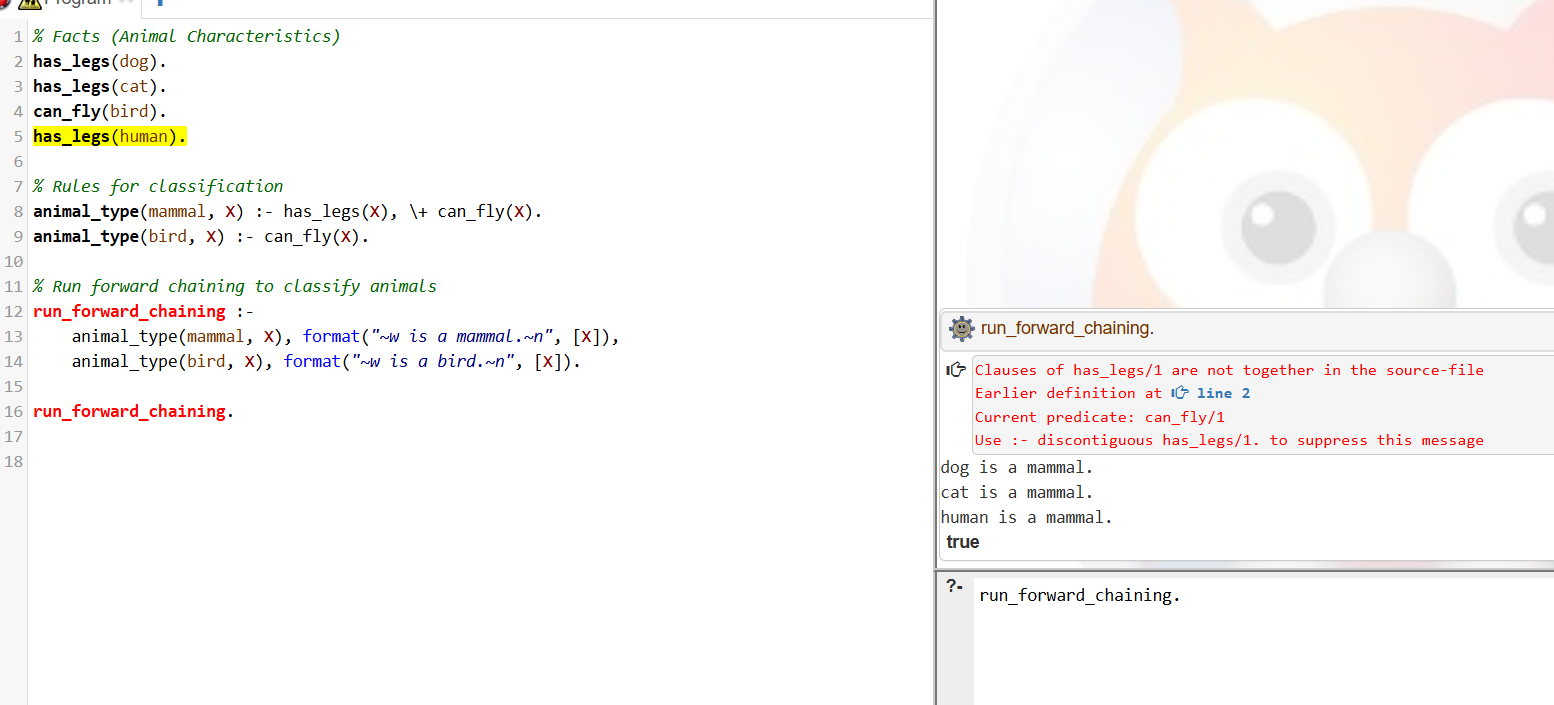 Program
1 % Facts (Animal Characteristics)
2 has_legs(dog).
3 has_legs(cat).
4 can_fly(bird).
5 has_legs(human).
6
7 % Rules for classification
8 animal_type(mammal, X) :- has_legs(X), \+ can_fly(X).
9 animal_type(bird, X) :- can_fly(X).
10
11 % Run forward chaining to classify animals
12 run_forward_chaining :-
13     animal_type(mammal, X), format("~w is a mammal.~n", [X]),
14     animal_type(bird, X), format("~w is a bird.~n", [X]).
15
16 run_forward_chaining.
17
18
run_forward_chaining.
Clauses of has_legs/1 are not together in the source-file
Earlier definition at line 2
Current predicate: can_fly/1
Use :- discontiguous has_legs/1. to suppress this message
dog is a mammal.
cat is a mammal.
human is a mammal.
true
?- run_forward_chaining.